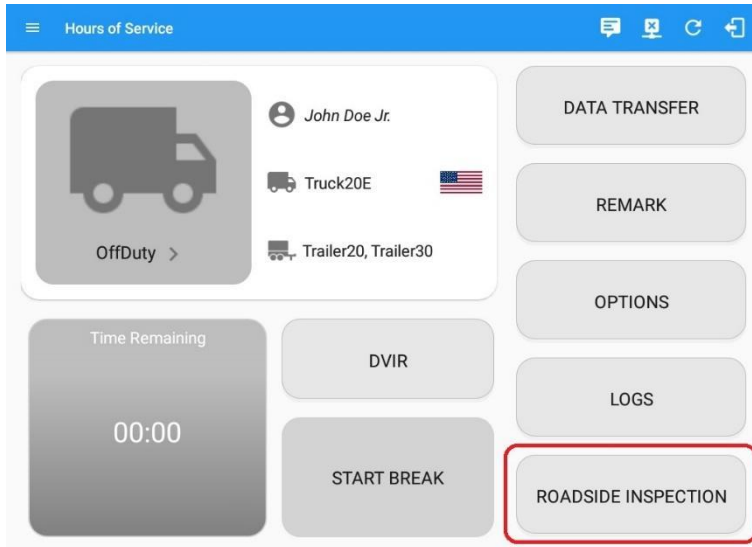 Hours of Service
John Doe Jr.
Truck20E
Trailer20, Trailer30
OffDuty >
Time Remaining
00:00
DVIR
START BREAK
DATA TRANSFER
REMARK
OPTIONS
LOGS
ROADSIDE INSPECTION